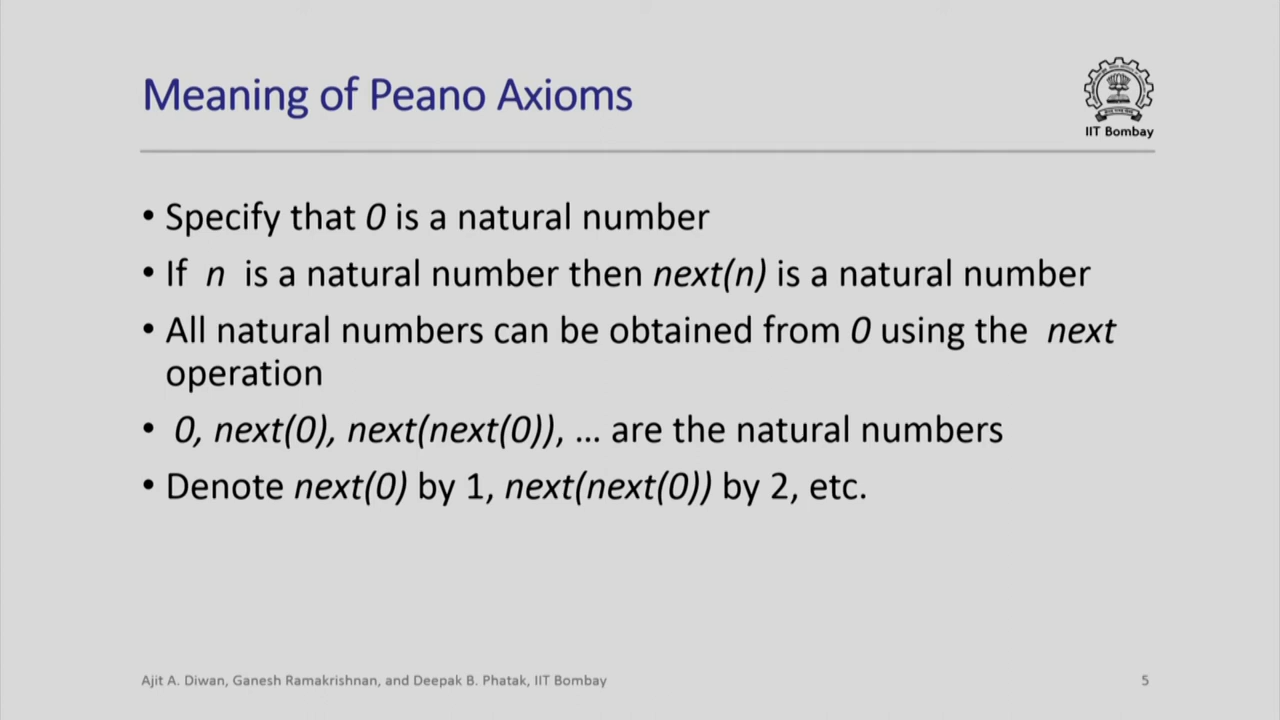 Meaning of Peano Axioms
IIT Bombay
• Specify that 0 is a natural number
• If n is a natural number then next(n) is a natural number
• All natural numbers can be obtained from 0 using the next
operation
• 0, next(0), next(next(0)), ... are the natural numbers
• Denote next(0) by 1, next(next(0)) by 2, etc.
Ajit A. Diwan, Ganesh Ramakrishnan, and Deepak B. Phatak, IIT Bombay
5